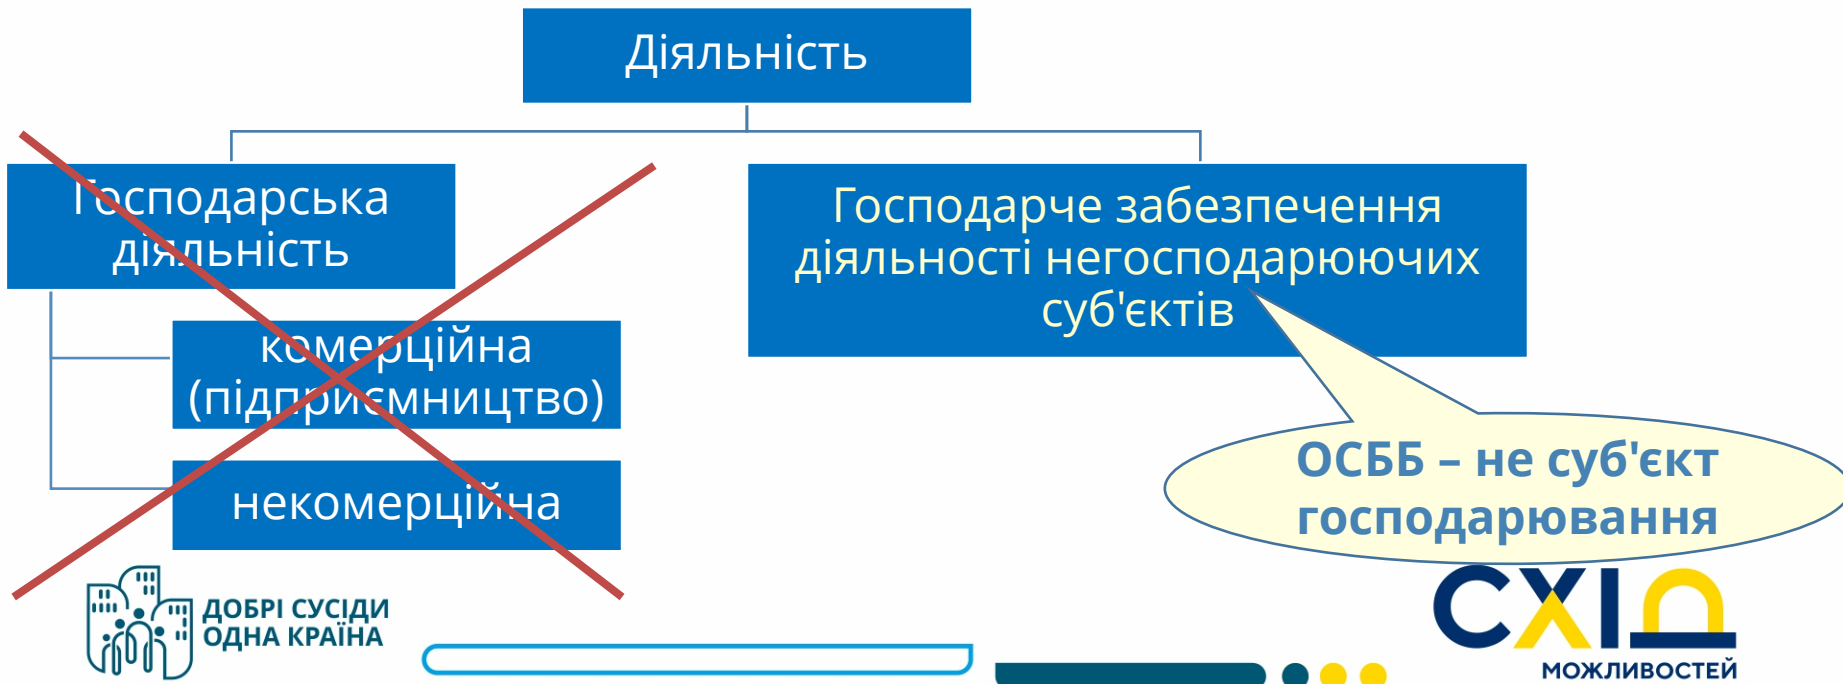 Діяльність
Господарська
діяльність
комерційна
(підприємництво)
некомерційна
Господарче забезпечення
діяльності негосподарюючих
суб'єктів
ОСББ – не суб'єкт
господарювання
ДОБРІ СУСІДИ
ОДНА КРАЇНА
СХІД
МОЖЛИВОСТЕЙ